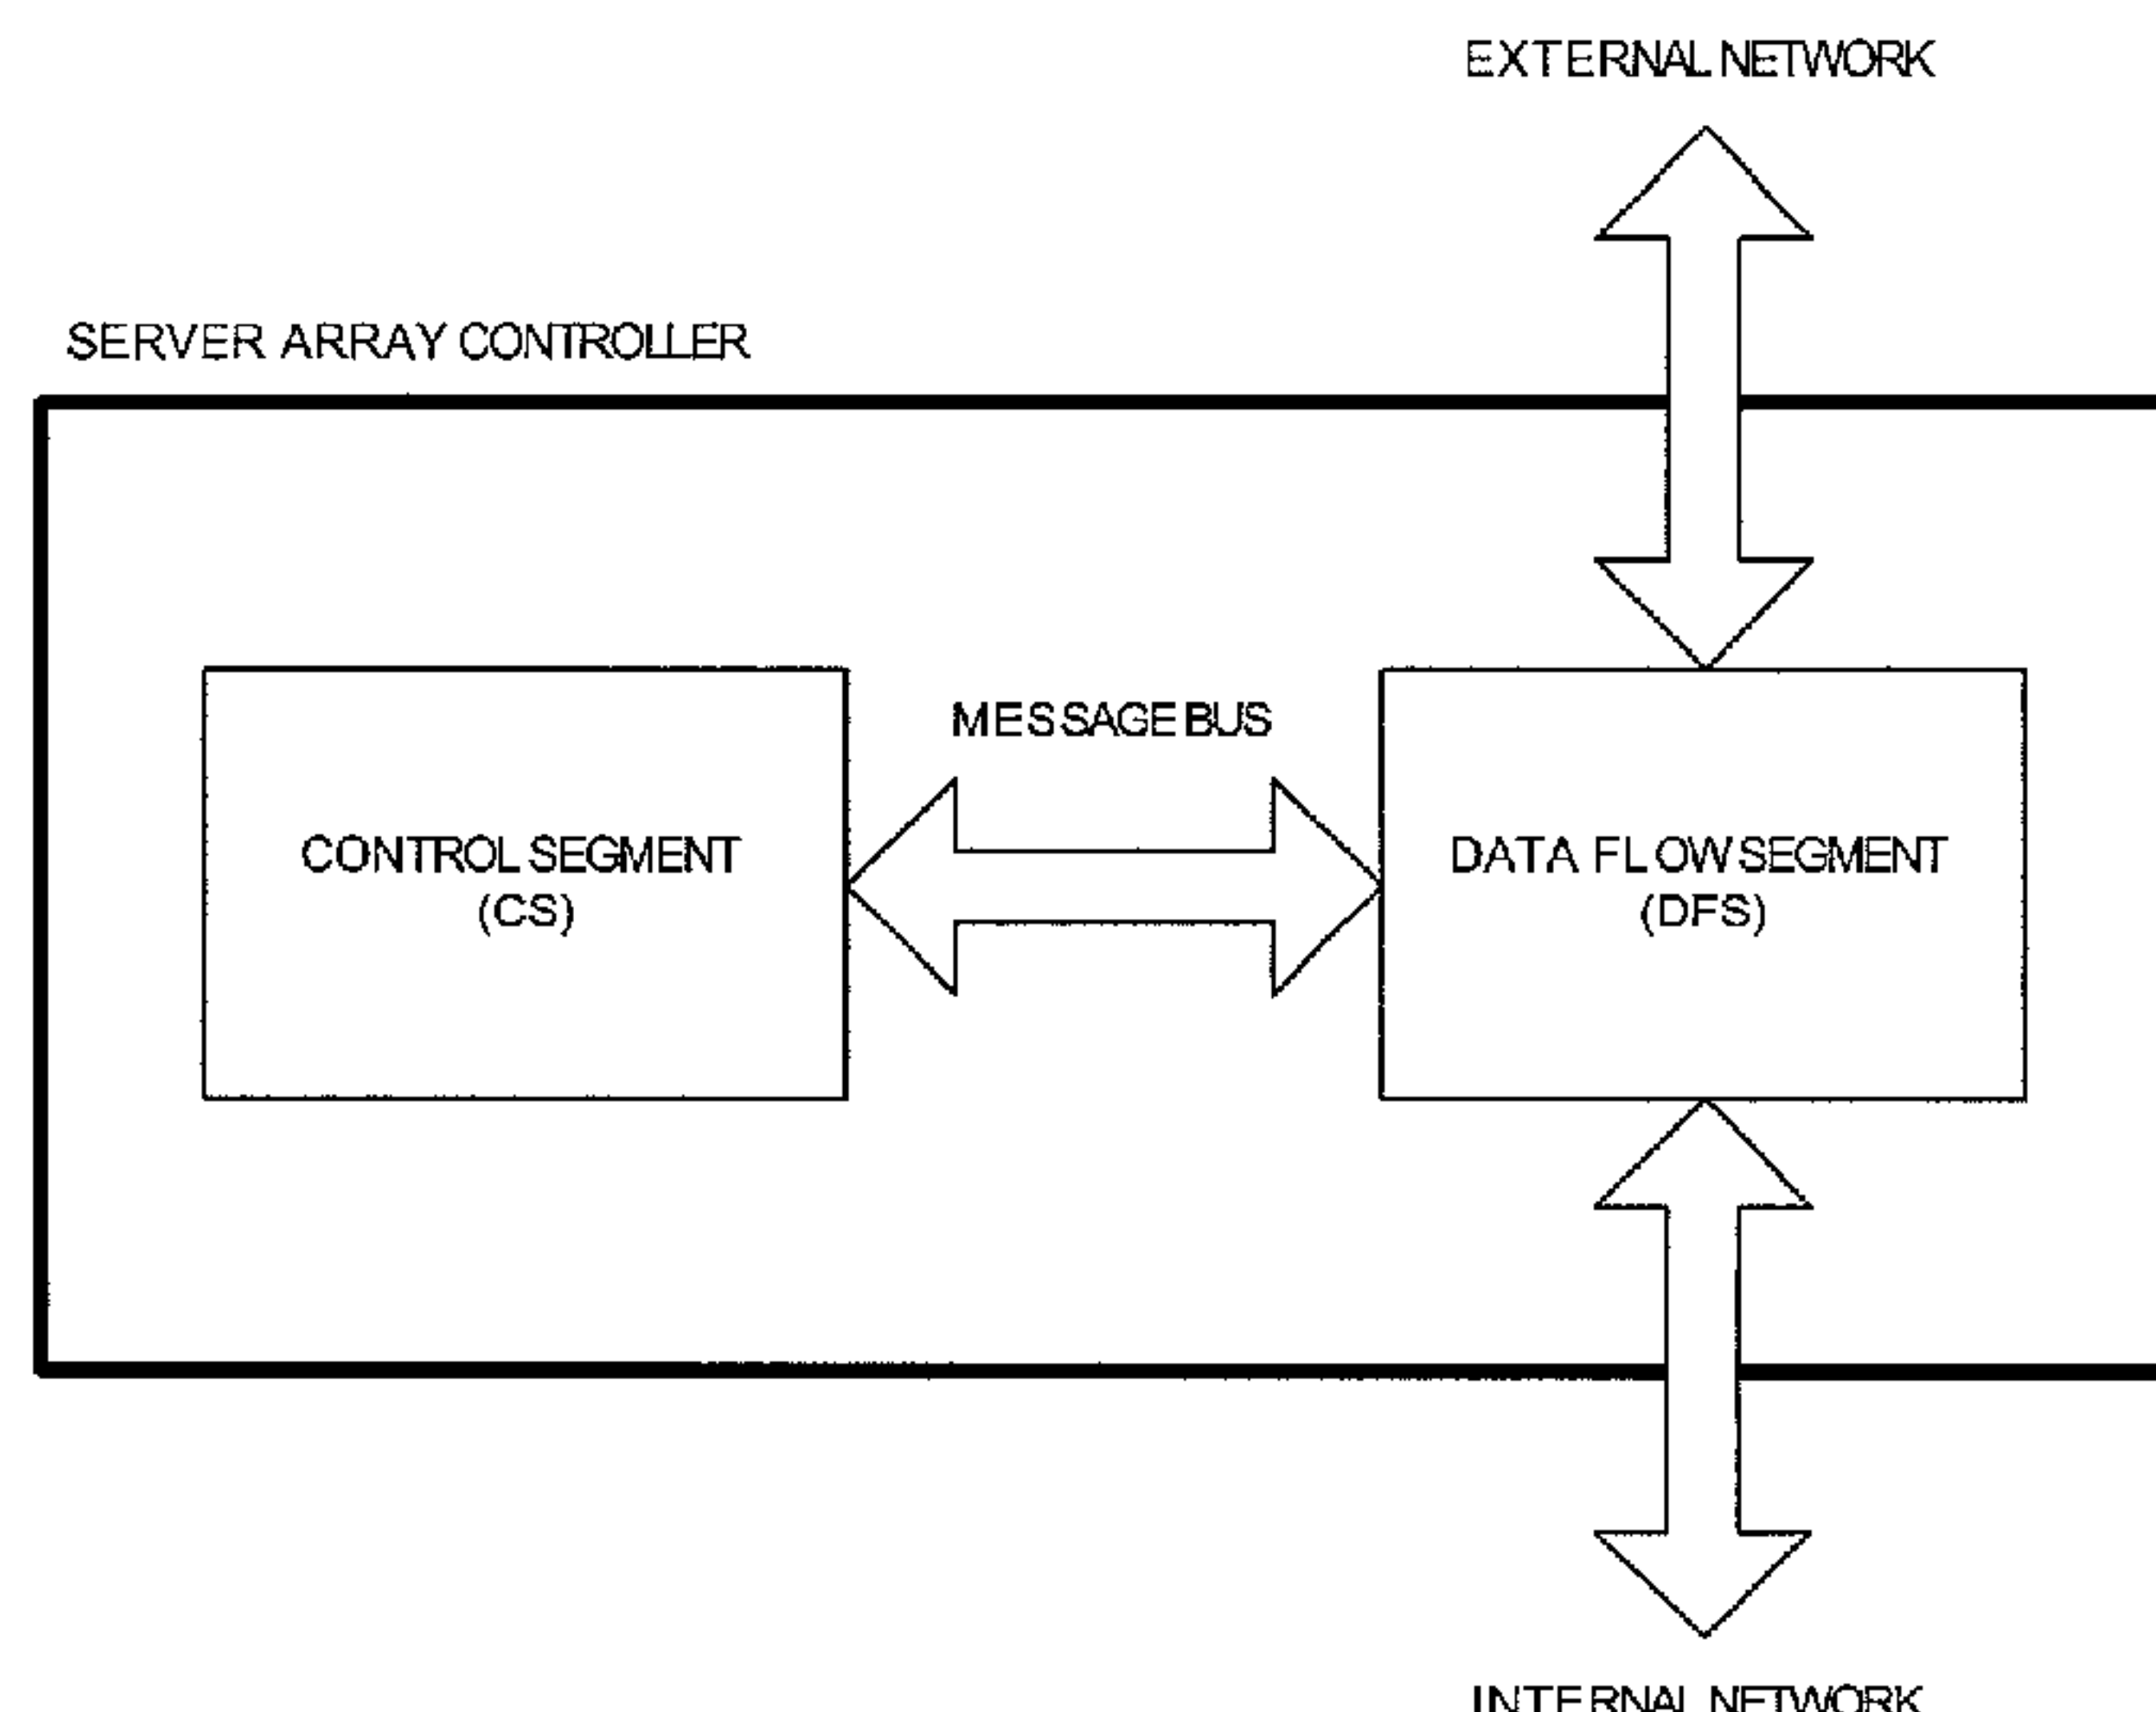 EXTERNAL NETWORK
SERVER ARRAY CONTROLLER
MESSAGE BUS
CONTROL SEGMENT
(CS)
DATA FLOW SEGMENT
(DFS)
INTERNAL NETWORK